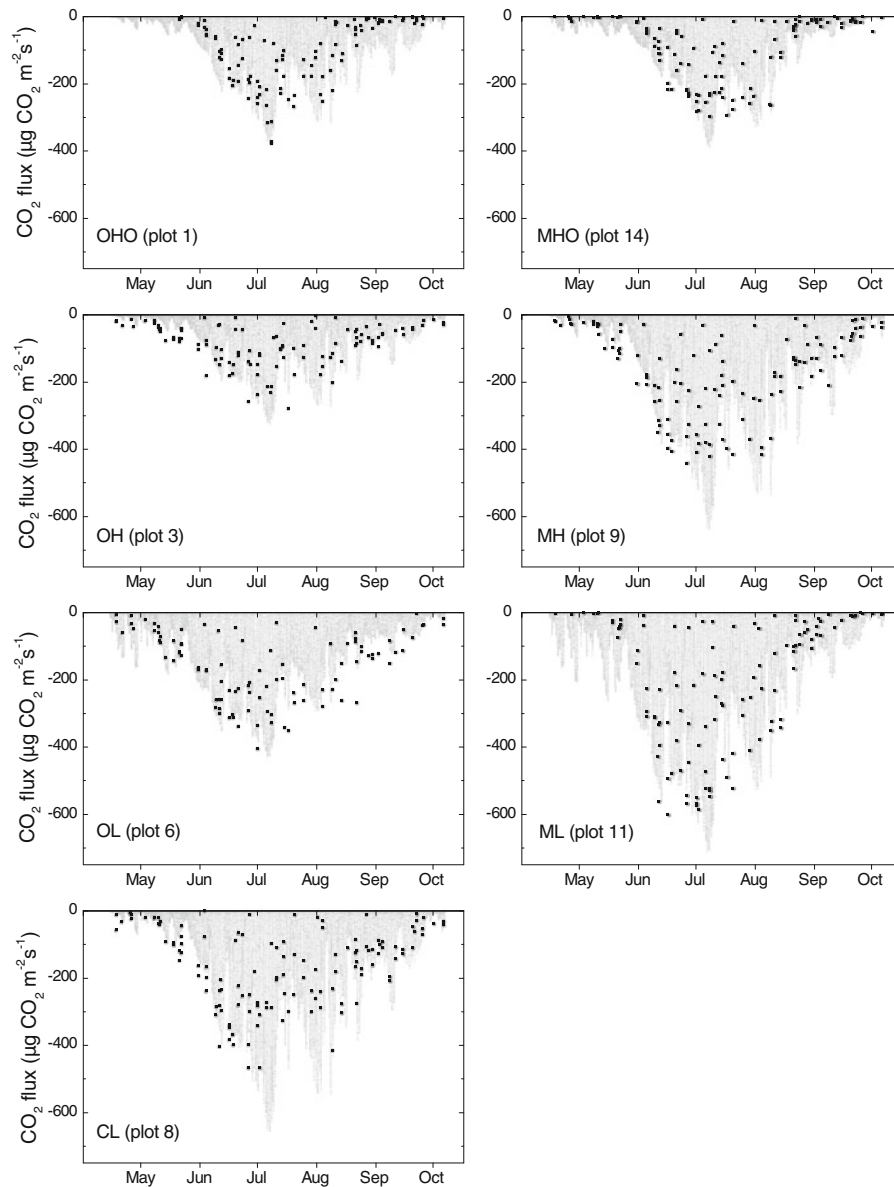 0
-200
-400
-600
CO2 flux (µg CO2 m-2s-1)
OHO (plot 1)
May Jun Jul Aug Sep Oct
0
-200
-400
-600
CO2 flux (µg CO2 m-2s-1)
MHO (plot 14)
May Jun Jul Aug Sep Oct
0
-200
-400
-600
CO2 flux (µg CO2 m-2s-1)
OH (plot 3)
May Jun Jul Aug Sep Oct
0
-200
-400
-600
CO2 flux (µg CO2 m-2s-1)
MH (plot 9)
May Jun Jul Aug Sep Oct
0
-200
-400
-600
OL (plot 6)
May Jun Jul Aug Sep Oct
0
-200
-400
-600
ML (plot 11)
May Jun Jul Aug Sep Oct
0
-200
-400
-600
CO2 flux (µg CO2 m-2s-1)
CL (plot 8)
May Jun Jul Aug Sep Oct